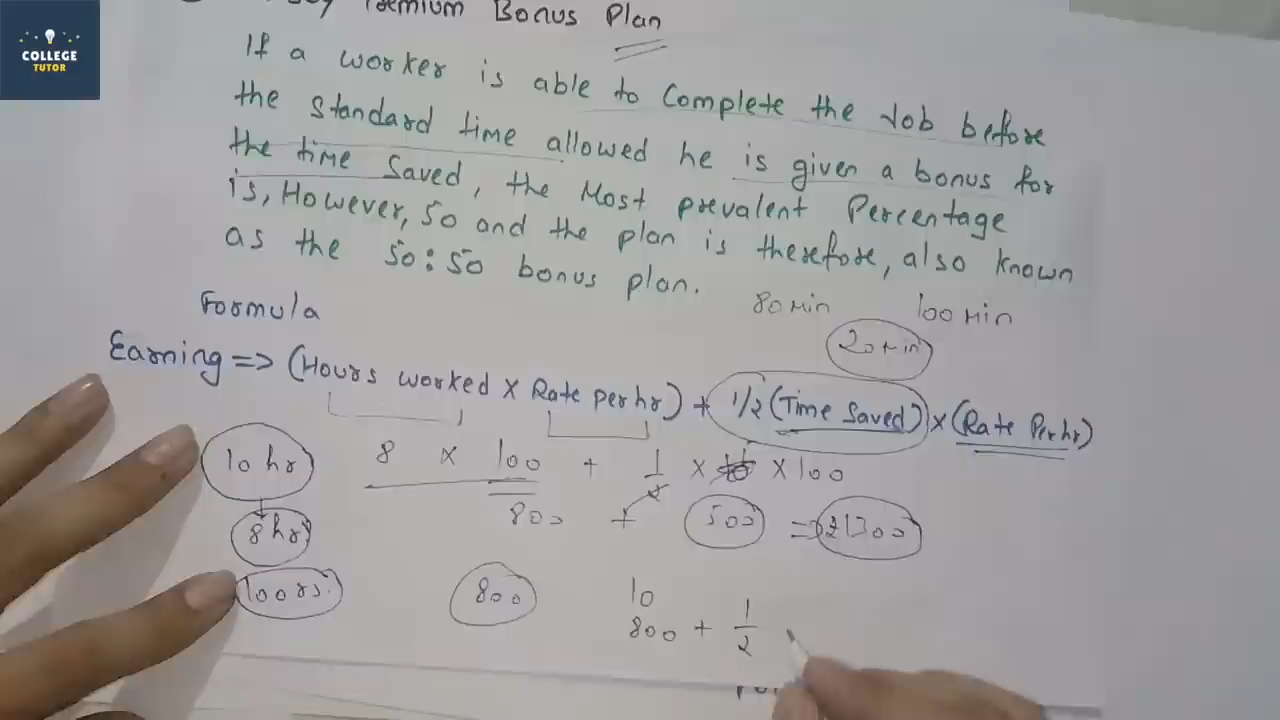 COLLEGE
TUTOR
Premium Bonus Plan
If a worker is able to Complete the Job before
the Standard time allowed he is given a bonus for
the time Saved, the Most prevalent Percentage
is, However, 50 and the plan is therefore, also known
as the 50:50 bonus plan.
80 Min 100 Min
20 Min
Formula
Earning => (Hours worked X Rate per hr) + 1/2 (Time Saved) X (Rate Per hr)
10 hr 8 X 100 + 1/2 X 10 X 100
800 + 500 => 1300
8 hr
100 rs. 800 10
800 + 1/2